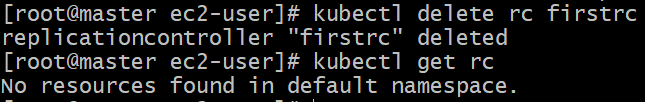 [root@master ec2-user]# kubectl delete rc firstrc
replicationcontroller "firstrc" deleted
[root@master ec2-user]# kubectl get rc
No resources found in default namespace.